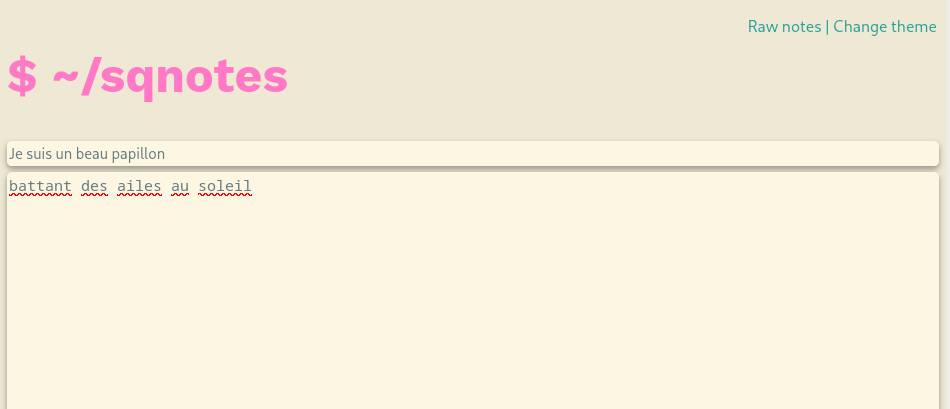 Raw notes | Change theme
$ ~/sqnotes
Je suis un beau papillon
battant des ailes au soleil